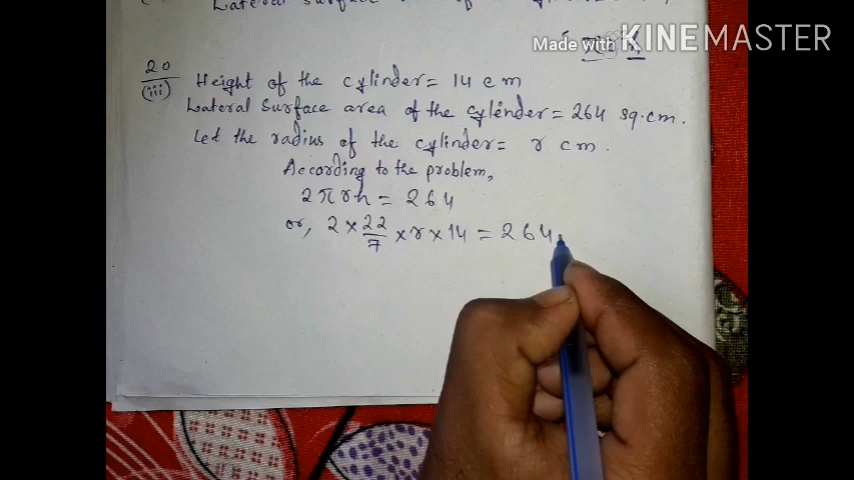 Lateral surface
Made with KINEMASTER
20
(iii) Height of the cylinder = 14 cm
Lateral surface area of the cylinder = 264 sq.cm.
Let the radius of the cylinder = r cm.
According to the problem,
2πrh = 264
or, 2 × 22/7 × r × 14 = 264